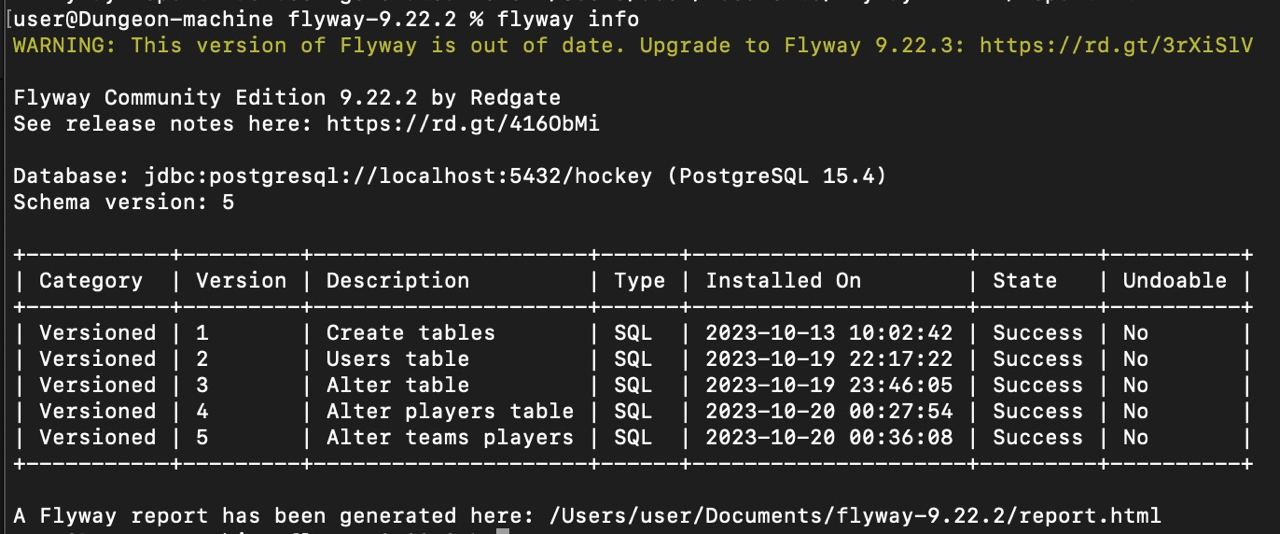 [user@Dungeon-machine flyway-9.22.2 % flyway info
WARNING: This version of Flyway is out of date. Upgrade to Flyway 9.22.3: https://rd.gt/3rXiSlV
Flyway Community Edition 9.22.2 by Redgate
See release notes here: https://rd.gt/416ObMi
Database: jdbc:postgresql://localhost:5432/hockey (PostgreSQL 15.4)
Schema version: 5
+-----------+---------+----------------------+------+---------------------+---------+----------+
| Category | Version | Description | Type | Installed On | State | Undoable |
+-----------+---------+----------------------+------+---------------------+---------+----------+
| Versioned | 1 | Create tables | SQL | 2023-10-13 10:02:42 | Success | No |
| Versioned | 2 | Users table | SQL | 2023-10-19 22:17:22 | Success | No |
| Versioned | 3 | Alter table | SQL | 2023-10-19 23:46:05 | Success | No |
| Versioned | 4 | Alter players table | SQL | 2023-10-20 00:27:54 | Success | No |
| Versioned | 5 | Alter teams players | SQL | 2023-10-20 00:36:08 | Success | No |
+-----------+---------+----------------------+------+---------------------+---------+----------+
A Flyway report has been generated here: /Users/user/Documents/flyway-9.22.2/report.html